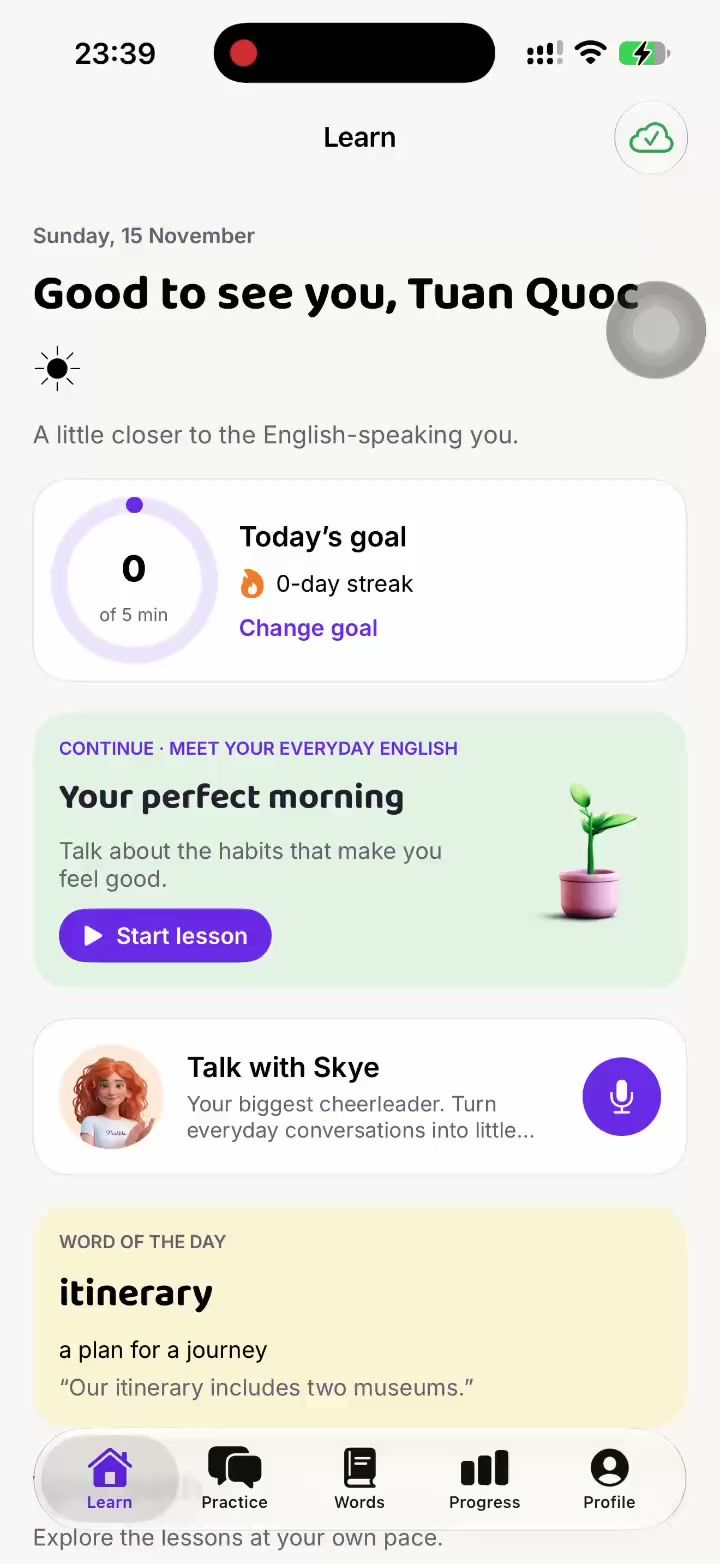 23:39
Learn
Sunday, 15 November
Good to see you, Tuan Quoc
A little closer to the English-speaking you.
0
of 5 min
Today’s goal
0-day streak
Change goal
CONTINUE · MEET YOUR EVERYDAY ENGLISH
Your perfect morning
Talk about the habits that make you
feel good.
Start lesson
Talk with Skye
Your biggest cheerleader. Turn
everyday conversations into little...
WORD OF THE DAY
itinerary
a plan for a journey
“Our itinerary includes two museums.”
Learn
Practice
Words
Progress
Profile
Explore the lessons at your own pace.